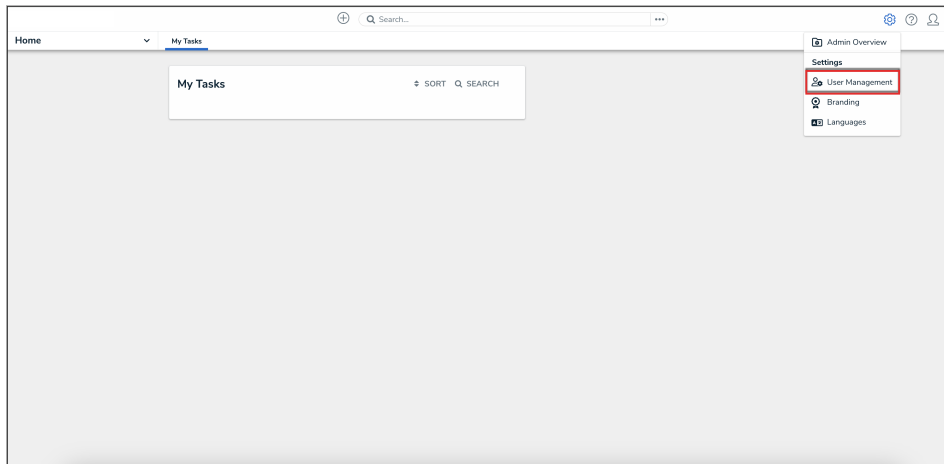 Search...
Home
My Tasks
Admin Overview
Settings
User Management
Branding
Languages
My Tasks
SORT SEARCH